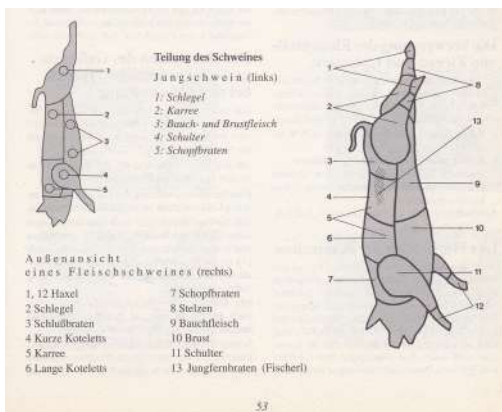 Teilung des Schweines
Jungschwein (links)
1: Schlegel
2: Karree
3: Bauch- und Brustfleisch
4: Schulter
5: Schopfbraten
1
2
3
4
5
1
2
3
4
5
6
7
8
13
9
10
11
12
Außenansicht
eines Fleischschweines (rechts)
1, 12 Haxel
2 Schlegel
3 Schlußbraten
4 Kurze Koteletts
5 Karree
6 Lange Koteletts
7 Schopfbraten
8 Stelzen
9 Bauchfleisch
10 Brust
11 Schulter
13 Jungfernbraten (Fischerl)
53